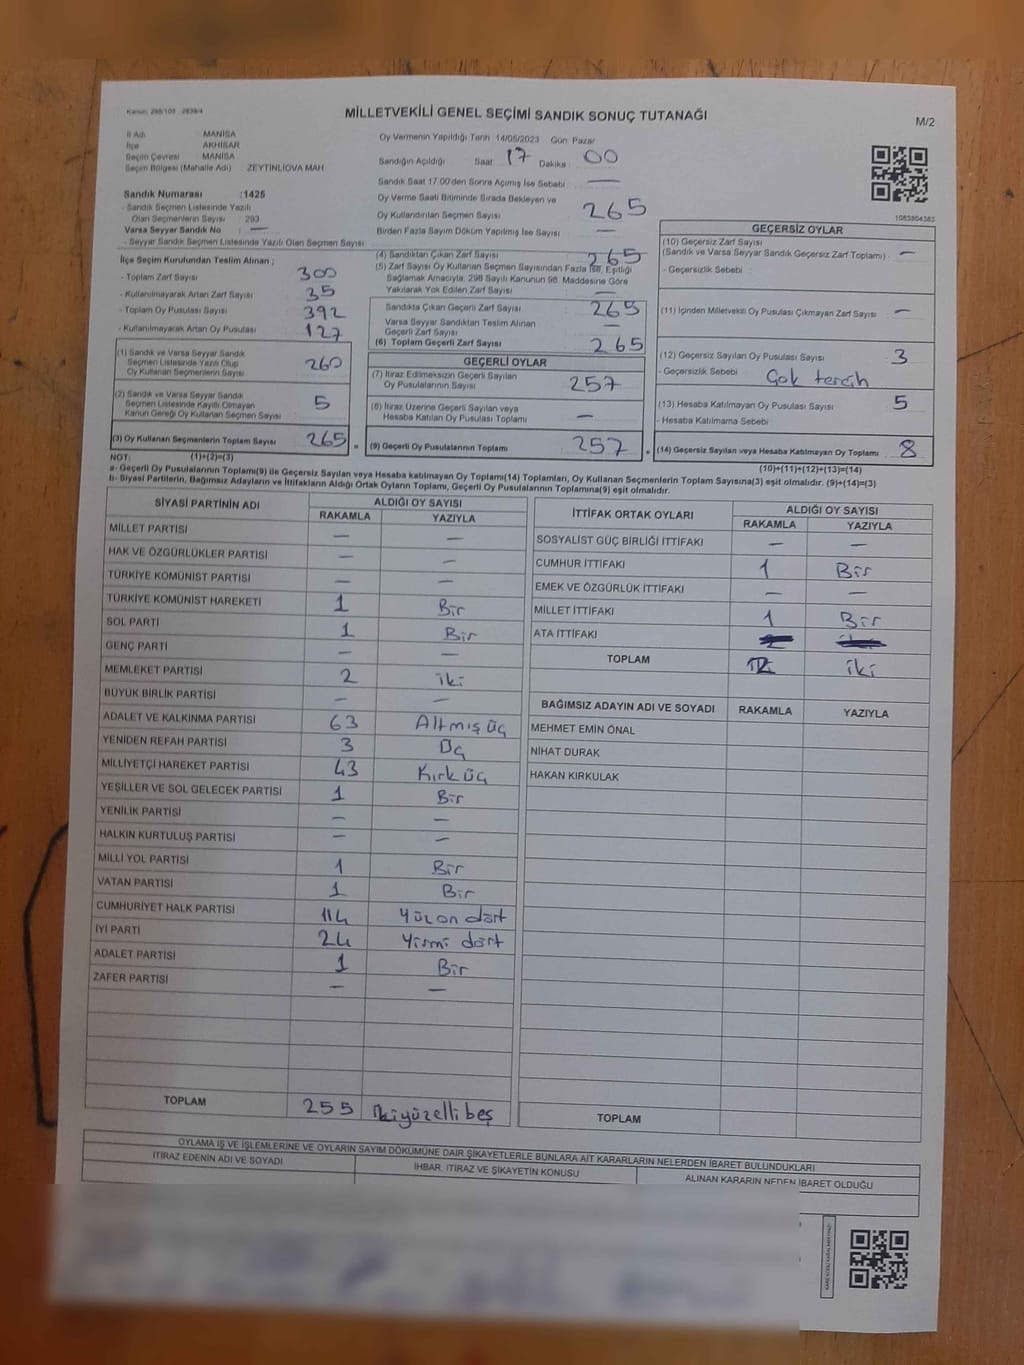 Kanun: 298/105 , 2839/4
MİLLETVEKİLİ GENEL SEÇİMİ SANDIK SONUÇ TUTANAĞI
M/2
İl Adı MANİSA
İlçe AKHİSAR
Seçim Çevresi MANİSA
Seçim Bölgesi (Mahalle Adı) : ZEYTİNLİOVA MAH.
Oy Vermenin Yapıldığı Tarih 14/05/2023 Gün: Pazar
Sandığın Açıldığı Saat 17 Dakika : 00
Sandık Saat 17:00'den Sonra Açımış İse Sebebi : —
Oy Verme Saati Bitiminde Sırada Bekleyen ve
Oy Kullandırılan Seçmen Sayısı : 265
Birden Fazla Sayım Döküm Yapılmış İse Sayısı : —
1083804383
Sandık Numarası : 1425
- Sandık Seçmen Listesinde Yazılı
Olan Seçmenlerin Sayısı : 293
Varsa Seyyar Sandık No : —
- Seyyar Sandık Seçmen Listesinde Yazılı Olan Seçmen Sayısı
İlçe Seçim Kurulundan Teslim Alınan ;
- Toplam Zarf Sayısı : 300
- Kullanılmayarak Artan Zarf Sayısı : 35
- Toplam Oy Pusulası Sayısı : 392
- Kullanılmayarak Artan Oy Pusulası : 127
(1) Sandık ve Varsa Seyyar Sandık
Seçmen Listesinde Yazılı Olup
Oy Kullanan Seçmenlerin Sayısı : 260
(2) Sandık ve Varsa Seyyar Sandık
Seçmen Listesinde Kayıtlı Olmayan
Kanun Gereği Oy Kullanan Seçmen Sayısı : 5
(3) Oy Kullanan Seçmenlerin Toplam Sayısı : 265
(4) Sandıktan Çıkan Zarf Sayısı : 265
(5) Zarf Sayısı Oy Kullanan Seçmen Sayısından Fazla İse, Eşitliği
Sağlamak Amacıyla, 298 Sayılı Kanunun 98. Maddesine Göre
Yakılarak Yok Edilen Zarf Sayısı : —
Sandıkta Çıkan Geçerli Zarf Sayısı : 265
Varsa Seyyar Sandıktan Teslim Alınan
Geçerli Zarf Sayısı : —
(6) Toplam Geçerli Zarf Sayısı : 265
GEÇERLİ OYLAR
(7) İtiraz Edilmeksizin Geçerli Sayılan
Oy Pusulalarının Sayısı : 257
(8) İtiraz Üzerine Geçerli Sayılan veya
Hesaba Katılan Oy Pusulaları Toplamı : —
(9) Geçerli Oy Pusulalarının Toplamı : 257
GEÇERSİZ OYLAR
(10) Geçersiz Zarf Sayısı
(Sandık ve Varsa Seyyar Sandık Geçersiz Zarf Toplamı) : —
- Geçersizlik Sebebi :
(11) İçinden Milletvekili Oy Pusulası Çıkmayan Zarf Sayısı : —
(12) Geçersiz Sayılan Oy Pusulası Sayısı : 3
- Geçersizlik Sebebi : Çok tercih
(13) Hesaba Katılmayan Oy Pusulası Sayısı : 5
- Hesaba Katılmama Sebebi :
(14) Geçersiz Sayılan veya Hesaba Katılmayan Oy Toplamı : 8
NOT: (1)+(2)=(3)
(10)+(11)+(12)+(13)=(14)
a- Geçerli Oy Pusulalarının Toplamı(9) ile Geçersiz Sayılan veya Hesaba katılmayan Oy Toplamı(14) Toplamları, Oy Kullanan Seçmenlerin Toplam Sayısına(3) eşit olmalıdır. (9)+(14)=(3)
b- Siyasi Partilerin, Bağımsız Adayların ve İttifakların Aldığı Ortak Oyların Toplamı, Geçerli Oy Pusulalarının Toplamına(9) eşit olmalıdır.
SİYASİ PARTİNİN ADI ALDIĞI OY SAYISI
RAKAMLA YAZIYLA
MİLLET PARTİSİ — —
HAK VE ÖZGÜRLÜKLER PARTİSİ — —
TÜRKİYE KOMÜNİST PARTİSİ — —
TÜRKİYE KOMÜNİST HAREKETİ 1 Bir
SOL PARTİ 1 Bir
GENÇ PARTİ — —
MEMLEKET PARTİSİ 2 iki
BÜYÜK BİRLİK PARTİSİ — —
ADALET VE KALKINMA PARTİSİ 63 Altmış üç
YENİDEN REFAH PARTİSİ 3 Üç
MİLLİYETÇİ HAREKET PARTİSİ 43 Kırk üç
YEŞİLLER VE SOL GELECEK PARTİSİ 1 Bir
YENİLİK PARTİSİ — —
HALKIN KURTULUŞ PARTİSİ — —
MİLLİ YOL PARTİSİ 1 Bir
VATAN PARTİSİ 1 Bir
CUMHURİYET HALK PARTİSİ 114 Yüzon dört
İYİ PARTİ 24 Yirmi dört
ADALET PARTİSİ 1 Bir
ZAFER PARTİSİ — —
TOPLAM 255 İkiyüzelli beş
İTTİFAK ORTAK OYLARI ALDIĞI OY SAYISI
RAKAMLA YAZIYLA
SOSYALİST GÜÇ BİRLİĞİ İTTİFAKI — —
CUMHUR İTTİFAKI 1 Bir
EMEK VE ÖZGÜRLÜK İTTİFAKI — —
MİLLET İTTİFAKI 1 Bir
ATA İTTİFAKI
TOPLAM iki
BAĞIMSIZ ADAYIN ADI VE SOYADI RAKAMLA YAZIYLA
MEHMET EMİN ÖNAL
NİHAT DURAK
HAKAN KIRKULAK
TOPLAM
OYLAMA İŞ VE İŞLEMLERİNE VE OYLARIN SAYIM DÖKÜMÜNE DAİR ŞİKAYETLERLE BUNLARA AİT KARARLARIN NELERDEN İBARET BULUNDUKLARI
İTİRAZ EDENİN ADI VE SOYADI
İHBAR, İTİRAZ VE ŞİKAYETİN KONUSU
ALINAN KARARIN NEDEN İBARET OLDUĞU